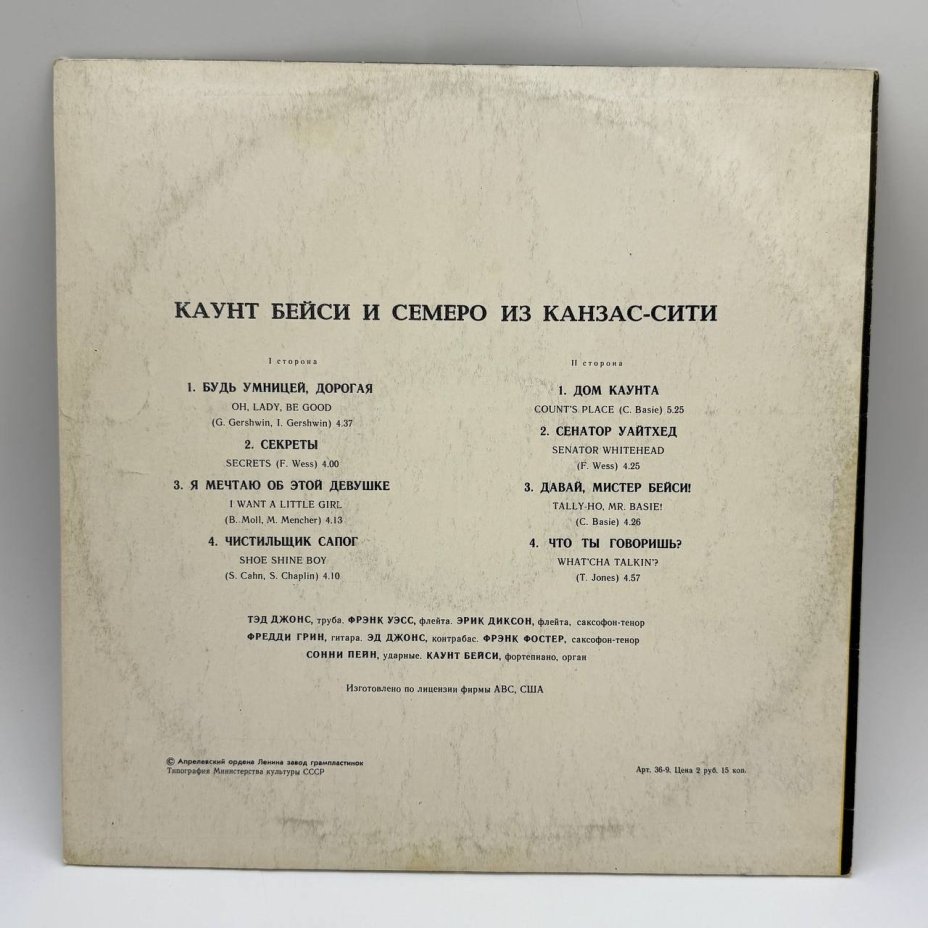 КАУНТ БЕЙСИ И СЕМЕРО ИЗ КАНЗАС-СИТИ
I сторона
1. БУДЬ УМНИЦЕЙ, ДОРОГАЯ
OH, LADY, BE GOOD
(G. Gershwin, I. Gershwin) 4.37
2. СЕКРЕТЫ
SECRETS (F. Wess) 4.00
3. Я МЕЧТАЮ ОБ ЭТОЙ ДЕВУШКЕ
I WANT A LITTLE GIRL
(B. Moll, M. Mencher) 4.13
4. ЧИСТИЛЬЩИК САПОГ
SHOE SHINE BOY
(S. Cahn, S. Chaplin) 4.10
II сторона
1. ДОМ КАУНТА
COUNT'S PLACE (C. Basie) 5.25
2. СЕНАТОР УАЙТХЕД
SENATOR WHITEHEAD
(F. Wess) 4.25
3. ДАВАЙ, МИСТЕР БЕЙСИ!
TALLY-HO, MR. BASIE!
(C. Basie) 4.26
4. ЧТО ТЫ ГОВОРИШЬ?
WHAT'CHA TALKIN'?
(T. Jones) 4.57
ТЭД ДЖОНС, труба. ФРЭНК УЭСС, флейта. ЭРИК ДИКСОН, флейта, саксофон-тенор
ФРЕДДИ ГРИН, гитара. ЭД ДЖОНС, контрабас. ФРЭНК ФОСТЕР, саксофон-тенор
СОННИ ПЕЙН, ударные. КАУНТ БЕЙСИ, фортепиано, орган
Изготовлено по лицензии фирмы ABC, США
© Апрелевский ордена Ленина завод грампластинок
Типография Министерства культуры СССР
Арт. 36-9. Цена 2 руб. 15 коп.